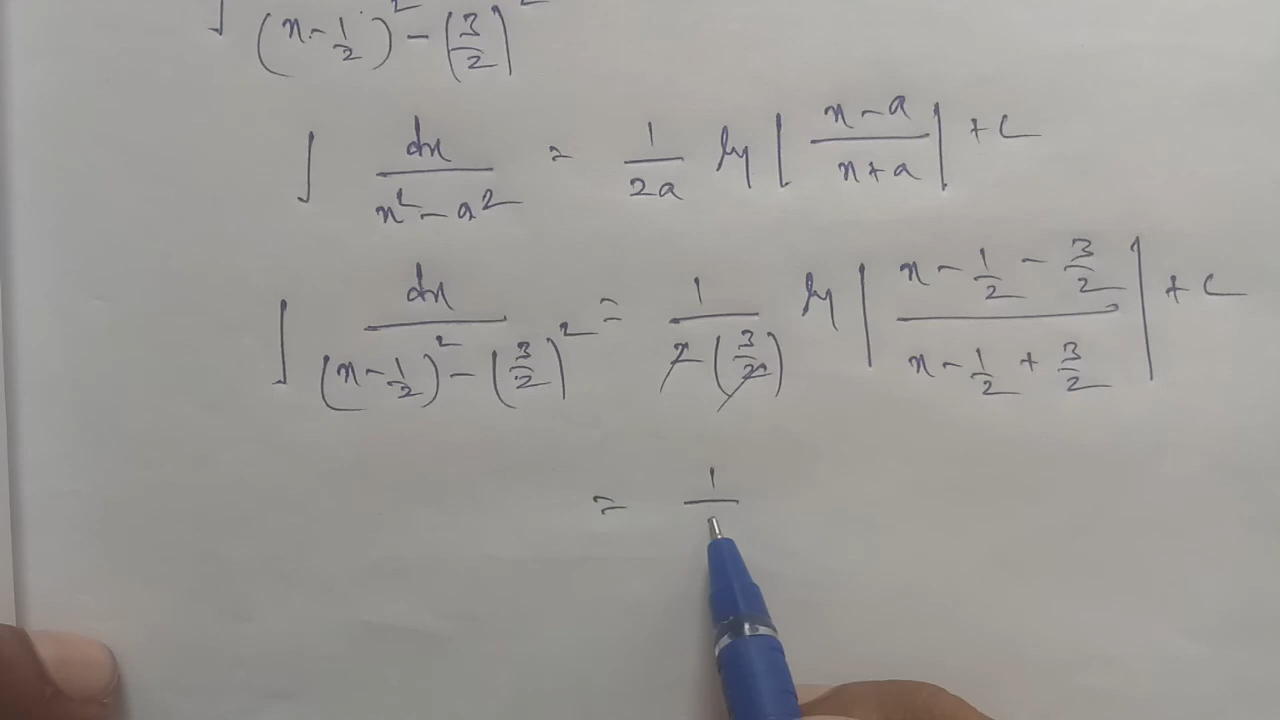 ∫ (x - 1/2)² - (3/2)²
∫ dx / (x² - a²) = 1/2a log | (x - a) / (x + a) | + C
∫ dx / ((x - 1/2)² - (3/2)²) = 1 / (2(3/2)) log | (x - 1/2 - 3/2) / (x - 1/2 + 3/2) | + C
= 1/